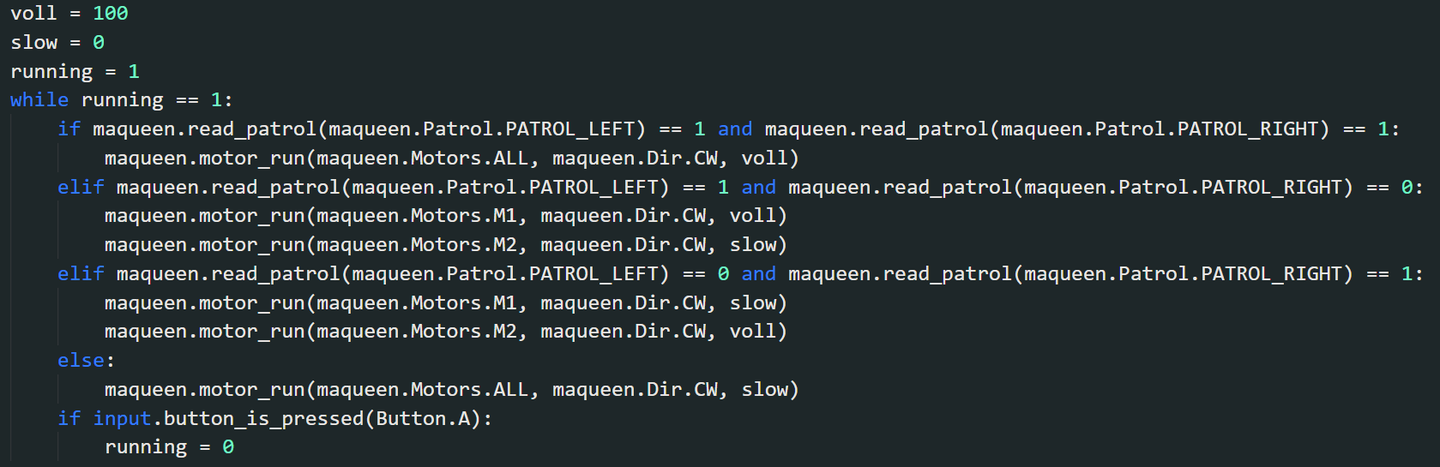 voll = 100
slow = 0
running = 1
while running == 1:
    if maqueen.read_patrol(maqueen.Patrol.PATROL_LEFT) == 1 and maqueen.read_patrol(maqueen.Patrol.PATROL_RIGHT) == 1:
        maqueen.motor_run(maqueen.Motors.ALL, maqueen.Dir.CW, voll)
    elif maqueen.read_patrol(maqueen.Patrol.PATROL_LEFT) == 1 and maqueen.read_patrol(maqueen.Patrol.PATROL_RIGHT) == 0:
        maqueen.motor_run(maqueen.Motors.M1, maqueen.Dir.CW, voll)
        maqueen.motor_run(maqueen.Motors.M2, maqueen.Dir.CW, slow)
    elif maqueen.read_patrol(maqueen.Patrol.PATROL_LEFT) == 0 and maqueen.read_patrol(maqueen.Patrol.PATROL_RIGHT) == 1:
        maqueen.motor_run(maqueen.Motors.M1, maqueen.Dir.CW, slow)
        maqueen.motor_run(maqueen.Motors.M2, maqueen.Dir.CW, voll)
    else:
        maqueen.motor_run(maqueen.Motors.ALL, maqueen.Dir.CW, slow)
    if input.button_is_pressed(Button.A):
        running = 0